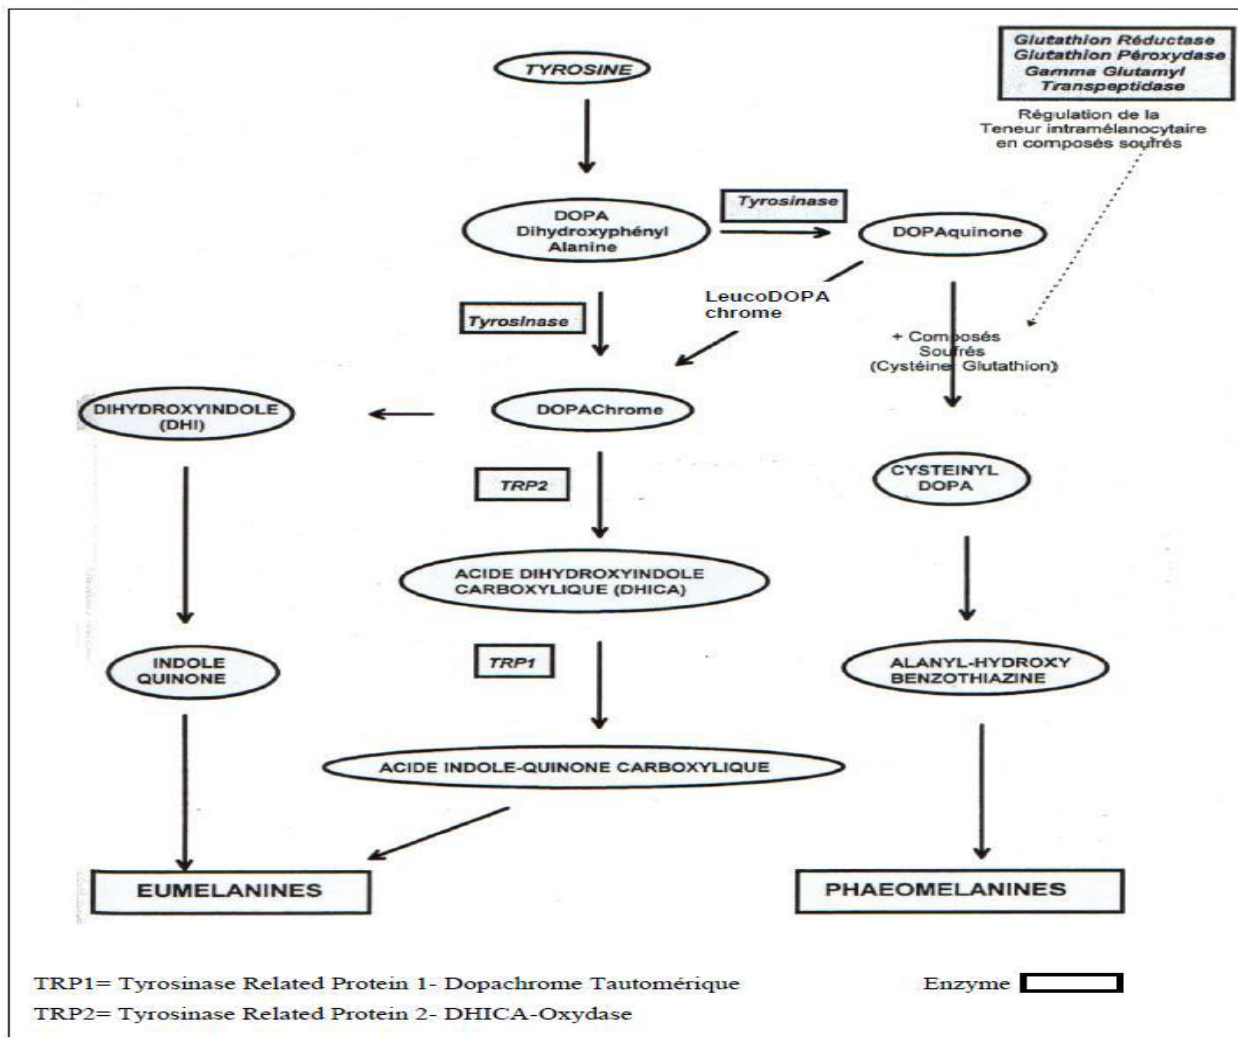 TYROSINE
Glutathion Réductase
Glutathion Péroxydase
Gamma Glutamyl
Transpeptidase
Régulation de la
Teneur intramélanocytaire
en composés soufrés
DOPA
Dihydroxyphényl
Alanine
Tyrosinase
DOPAquinone
LeucoDOPA
chrome
Tyrosinase
+ Composés
Soufrés
(Cystéine Glutathion)
DIHYDROXYINDOLE
(DHI)
DOPAChrome
TRP2
CYSTEINYL
DOPA
ACIDE DIHYDROXYINDOLE
CARBOXYLIQUE (DHICA)
INDOLE
QUINONE
TRP1
ALANYL-HYDROXY
BENZOTHIAZINE
ACIDE INDOLE-QUINONE CARBOXYLIQUE
EUMELANINES
PHAEOMELANINES
TRP1= Tyrosinase Related Protein 1- Dopachrome Tautomérique
Enzyme
TRP2= Tyrosinase Related Protein 2- DHICA-Oxydase